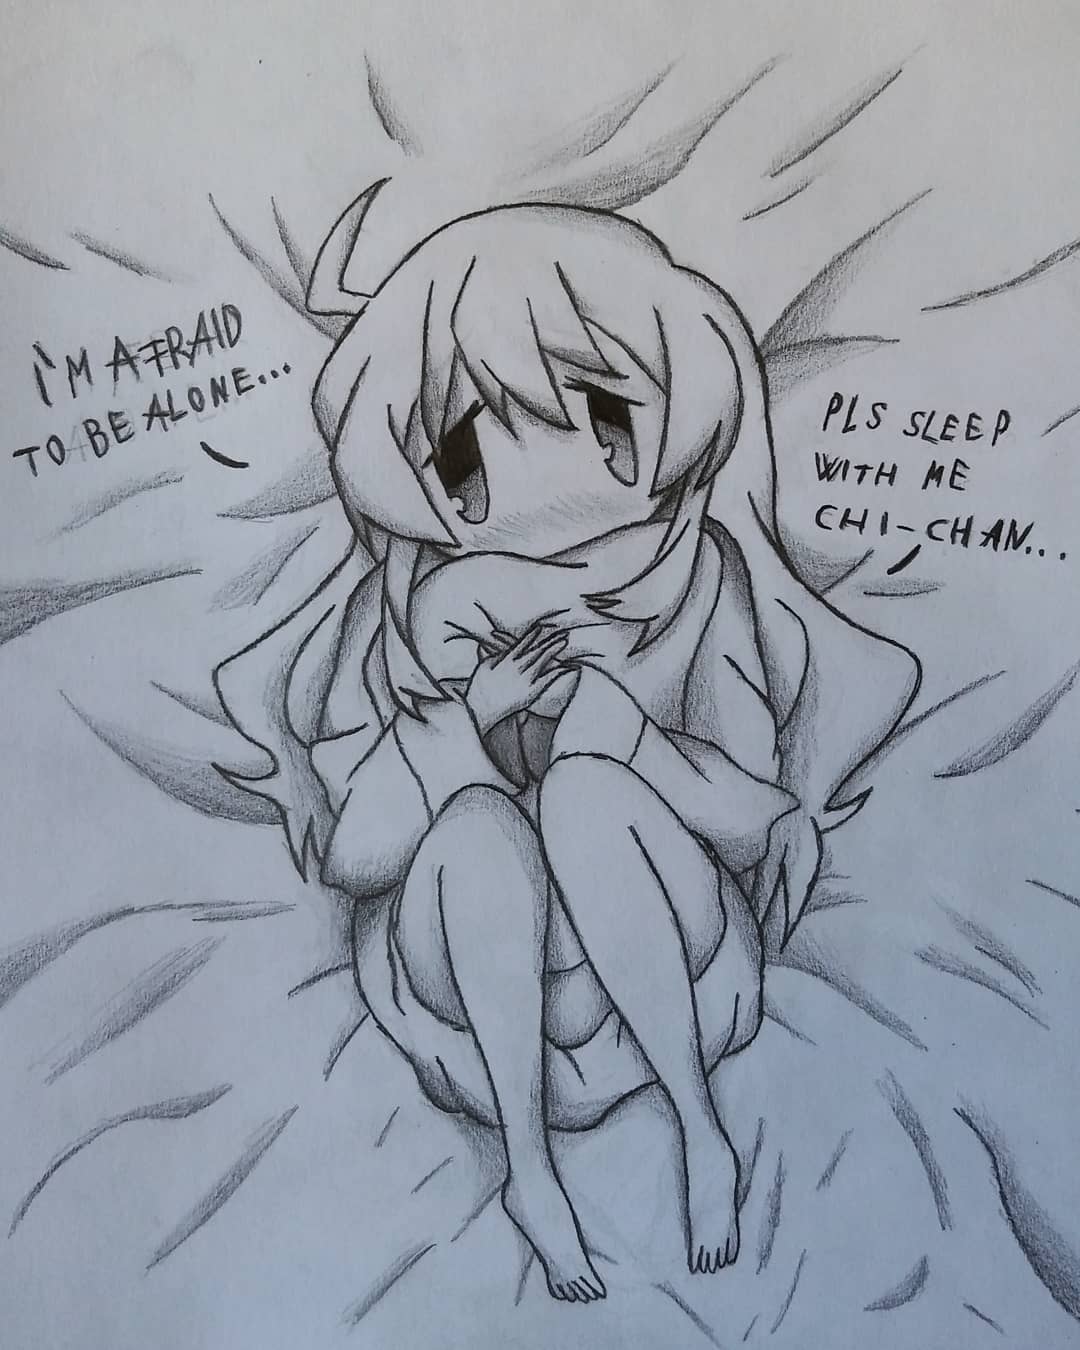 I'M AFRAID
TO BE ALONE...
PLS SLEEP
WITH ME
CHI-CHAN...